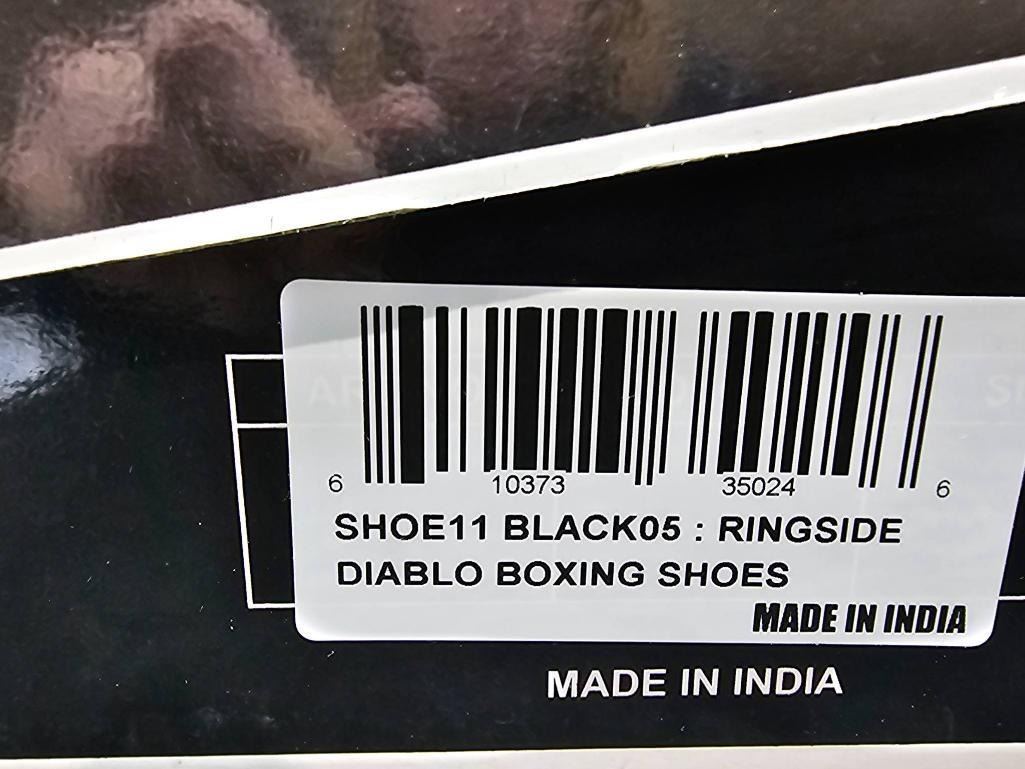 6 10373 35024 6
SHOE11 BLACK05 : RINGSIDE
DIABLO BOXING SHOES
MADE IN INDIA
MADE IN INDIA